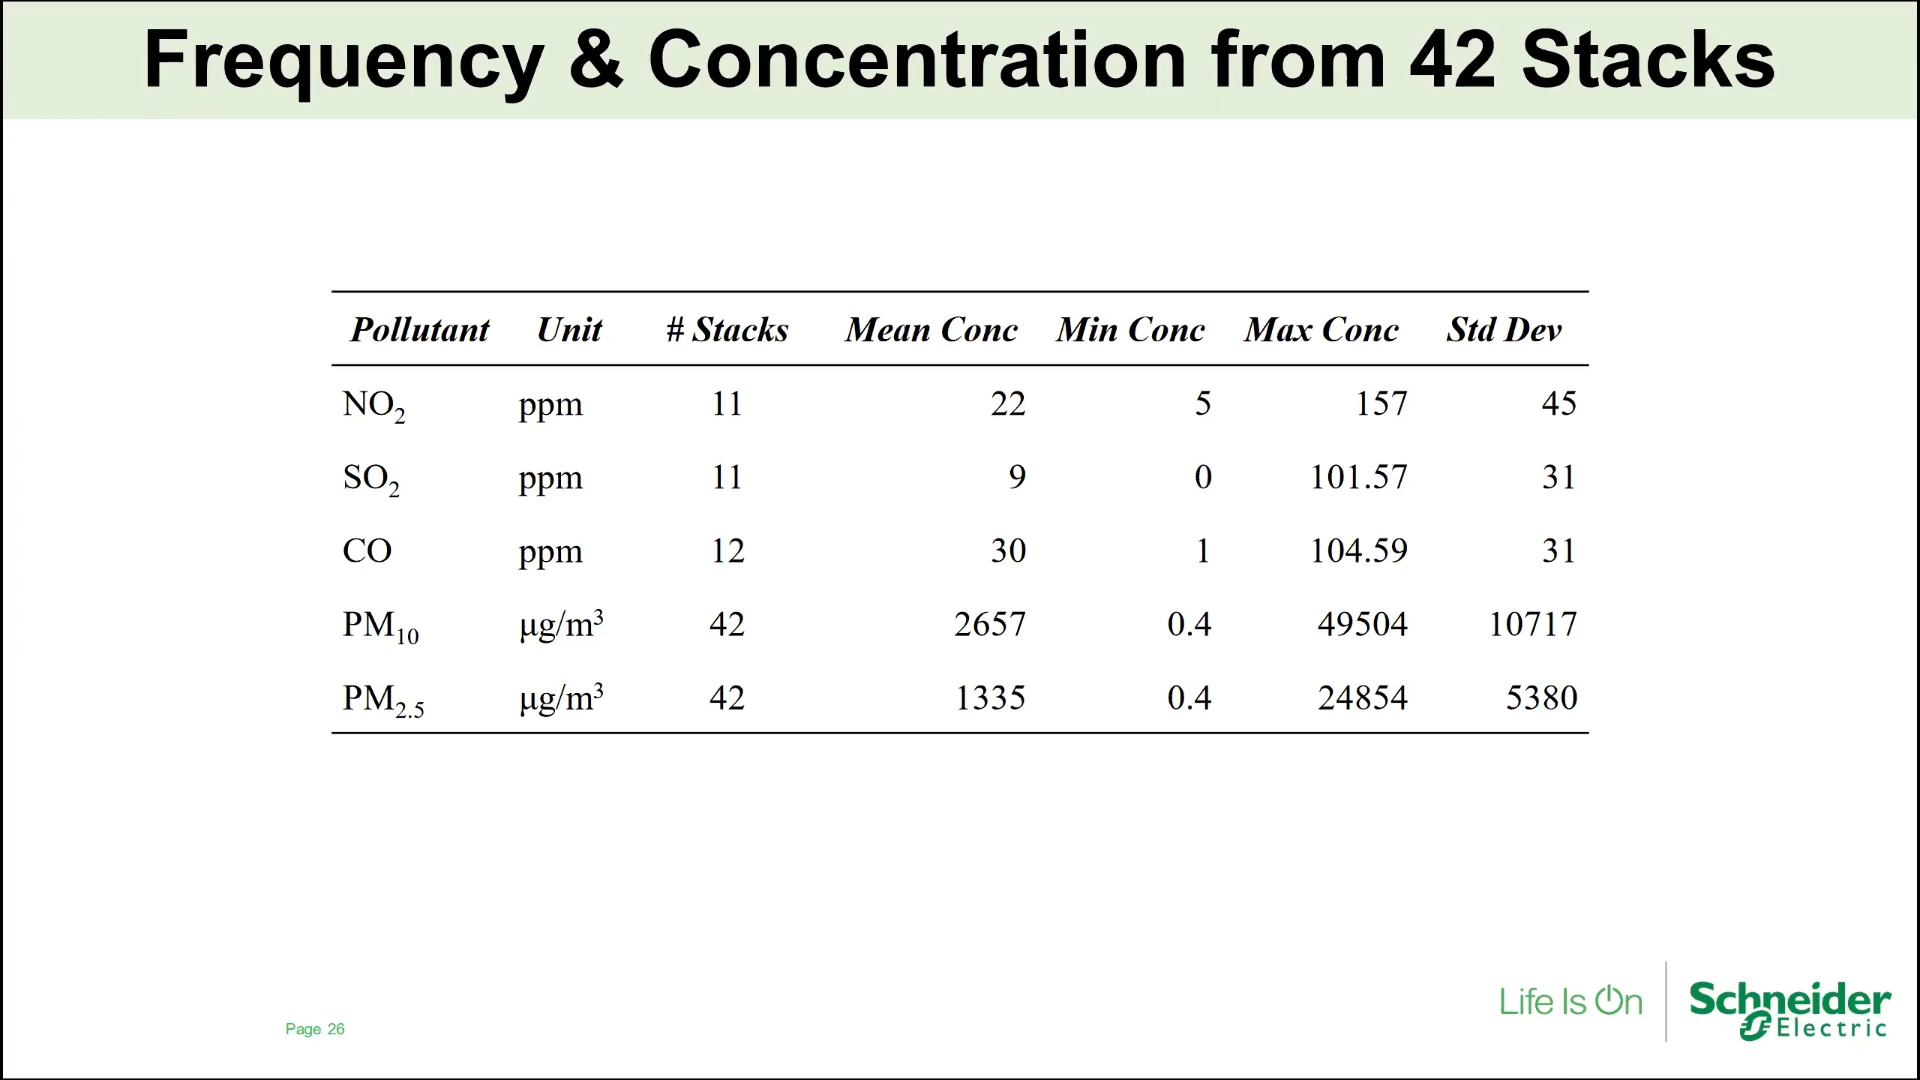 Frequency & Concentration from 42 Stacks
Pollutant Unit # Stacks Mean Conc Min Conc Max Conc Std Dev
NO₂ ppm 11 22 5 157 45
SO₂ ppm 11 9 0 101.57 31
CO ppm 12 30 1 104.59 31
PM₁₀ µg/m³ 42 2657 0.4 49504 10717
PM₂.₅ µg/m³ 42 1335 0.4 24854 5380
Page 26
Life Is On
Schneider
Electric